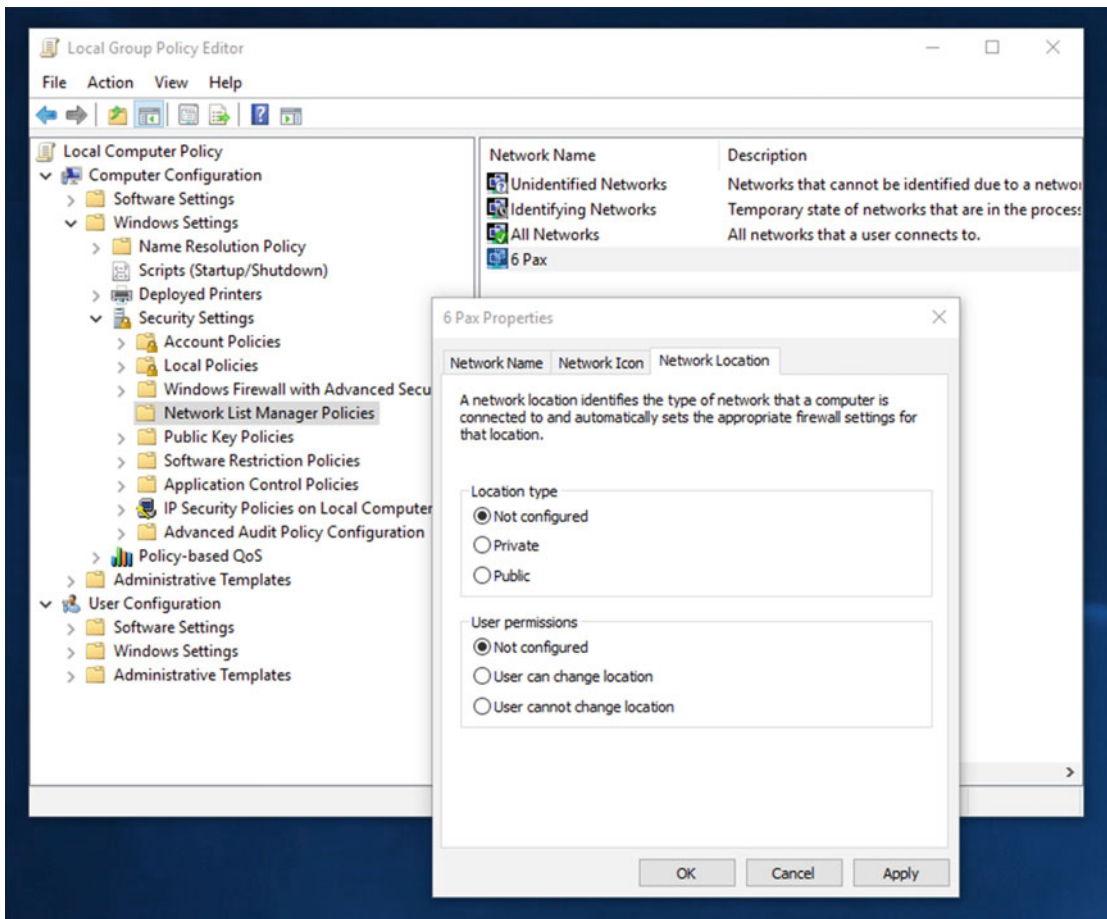 Local Group Policy Editor
File Action View Help
Local Computer Policy
Computer Configuration
Software Settings
Windows Settings
Name Resolution Policy
Scripts (Startup/Shutdown)
Deployed Printers
Security Settings
Account Policies
Local Policies
Windows Firewall with Advanced Secu
Network List Manager Policies
Public Key Policies
Software Restriction Policies
Application Control Policies
IP Security Policies on Local Computer
Advanced Audit Policy Configuration
Policy-based QoS
Administrative Templates
User Configuration
Software Settings
Windows Settings
Administrative Templates
Network Name Description
Unidentified Networks Networks that cannot be identified due to a networ
Identifying Networks Temporary state of networks that are in the process
All Networks All networks that a user connects to.
6 Pax
6 Pax Properties
Network Name Network Icon Network Location
A network location identifies the type of network that a computer is
connected to and automatically sets the appropriate firewall settings for
that location.
Location type
Not configured
Private
Public
User permissions
Not configured
User can change location
User cannot change location
OK Cancel Apply